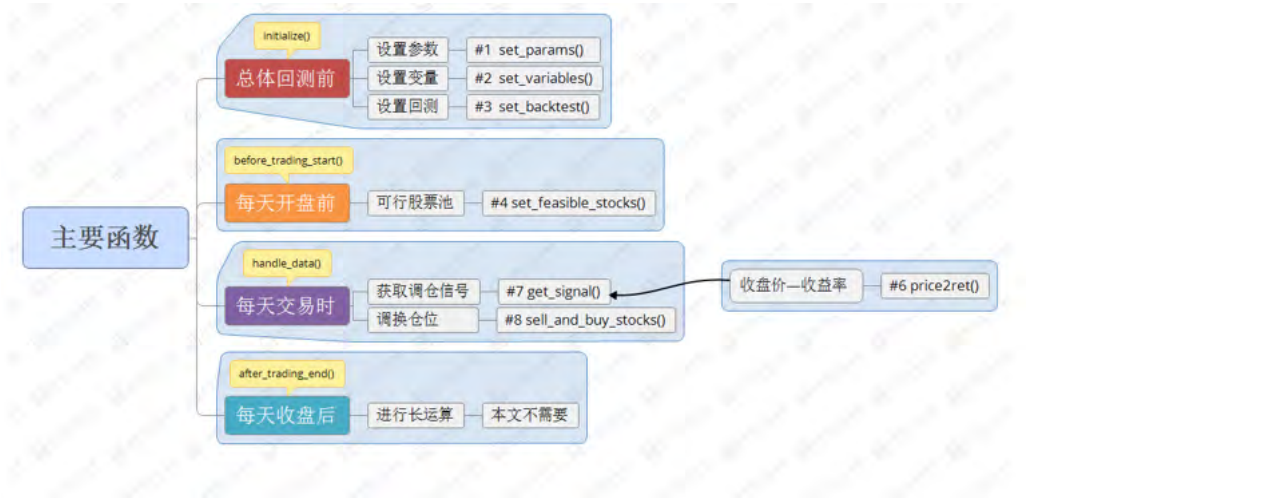 主要函数
initialize()
总体回测前
设置参数
#1 set_params()
设置变量
#2 set_variables()
设置回测
#3 set_backtest()
before_trading_start()
每天开盘前
可行股票池
#4 set_feasible_stocks()
handle_data()
每天交易时
获取调仓信号
#7 get_signal()
收盘价—收益率
#6 price2ret()
调换仓位
#8 sell_and_buy_stocks()
after_trading_end()
每天收盘后
进行长运算
本文不需要